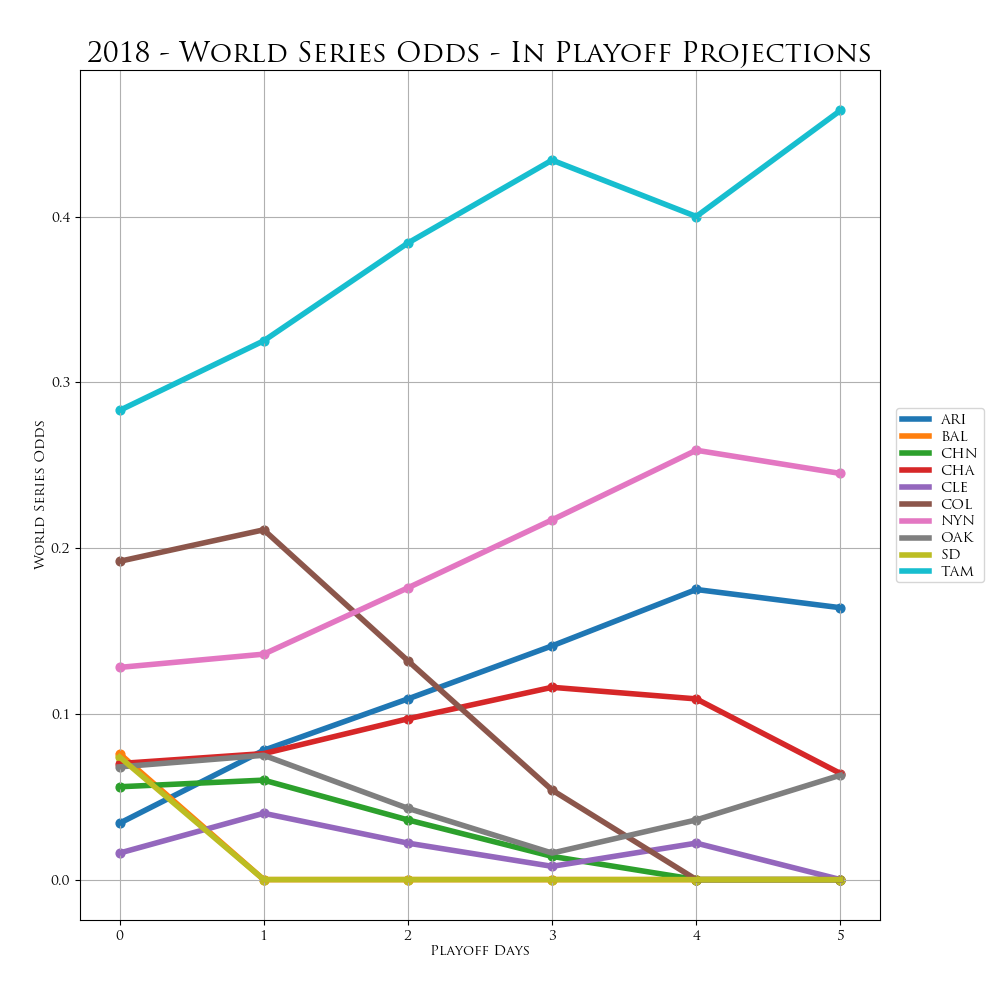 2018 - World Series Odds - In Playoff Projections
0.4
0.3
0.2
0.1
0.0
World Series Odds
0 1 2 3 4 5
Playoff Days
ARI
BAL
CHN
CHA
CLE
COL
NYN
OAK
SD
TAM